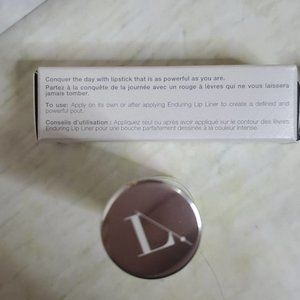 Conquer the day with lipstick that is as powerful as you are.
Partez à la conquête de la journée avec un rouge à lèvres qui ne vous laissera
jamais tomber.
To use: Apply on its own or after applying Enduring Lip Liner to create a defined and
powerful pout.
Conseils d'utilisation : Appliquez seul ou après avoir appliqué sur le contour des lèvres
Enduring Lip Liner pour une bouche parfaitement dessinée à la couleur intense.
LA